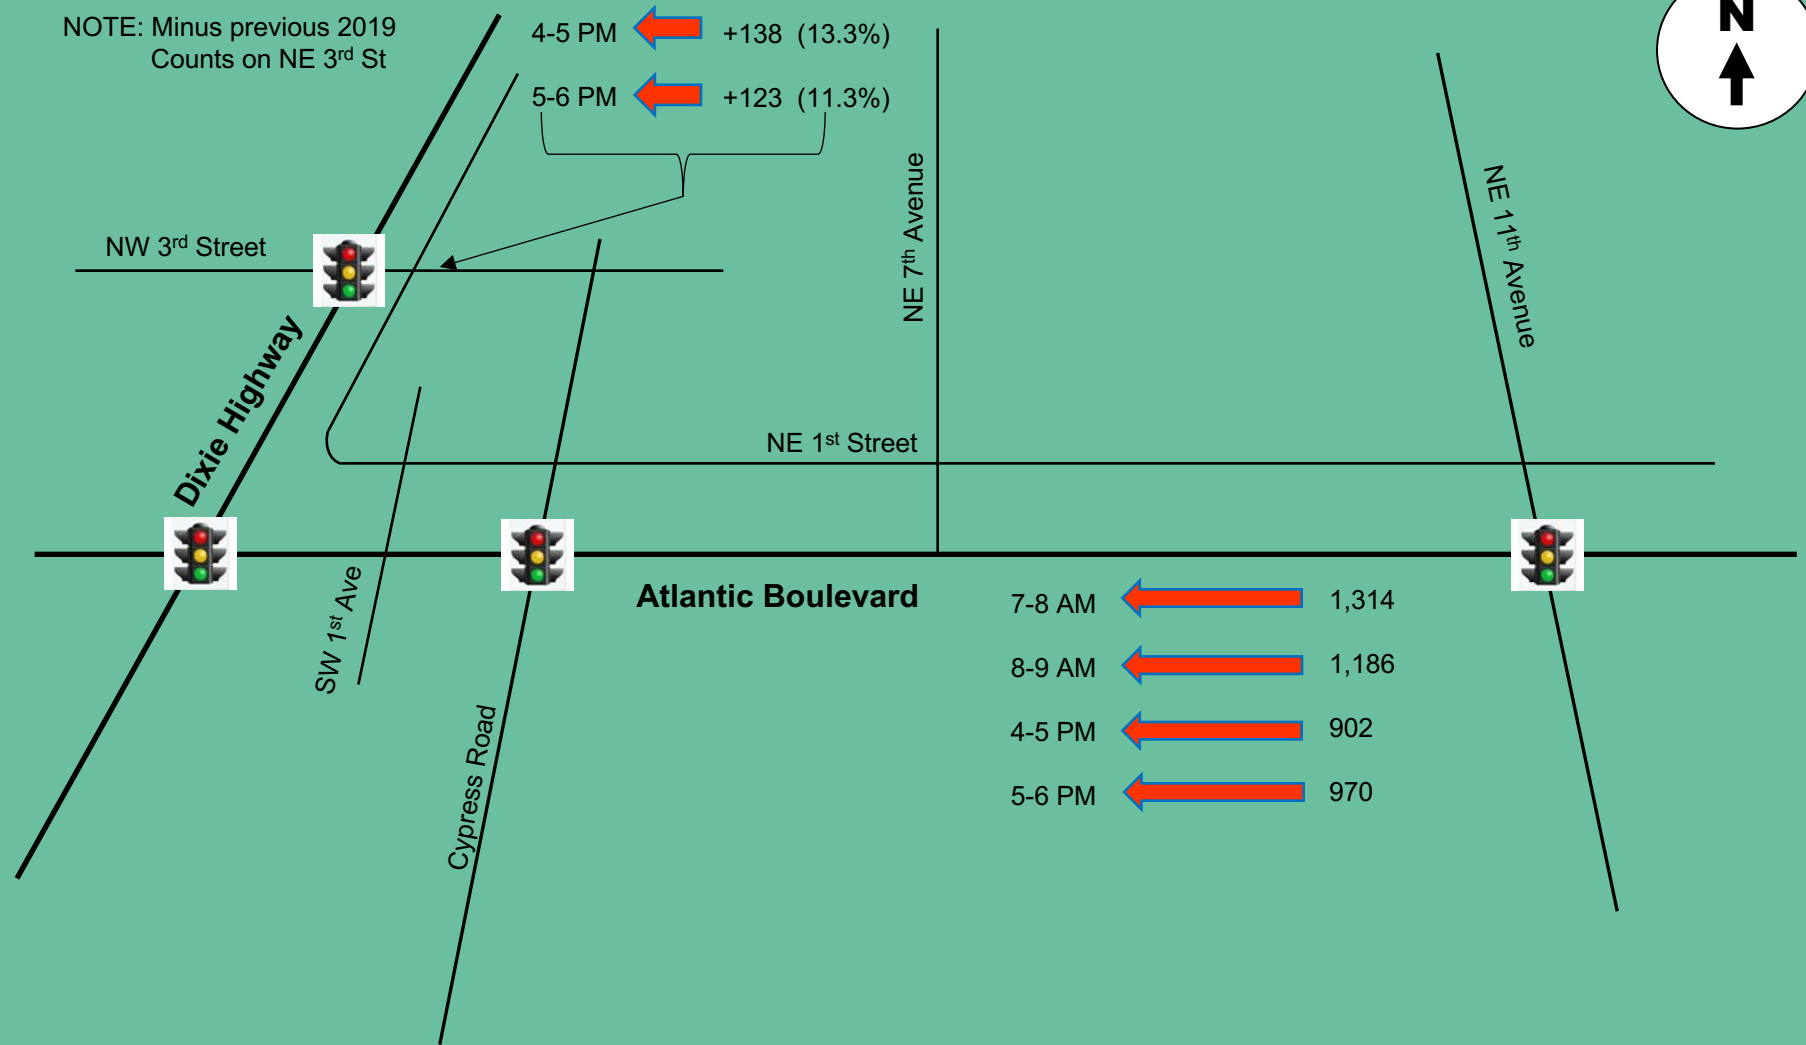 NOTE: Minus previous 2019
Counts on NE 3rd St
4-5 PM +138 (13.3%)
5-6 PM +123 (11.3%)
N
NW 3rd Street
NE 7th Avenue
NE 11th Avenue
Dixie Highway
NE 1st Street
SW 1st Ave
Cypress Road
Atlantic Boulevard
7-8 AM 1,314
8-9 AM 1,186
4-5 PM 902
5-6 PM 970